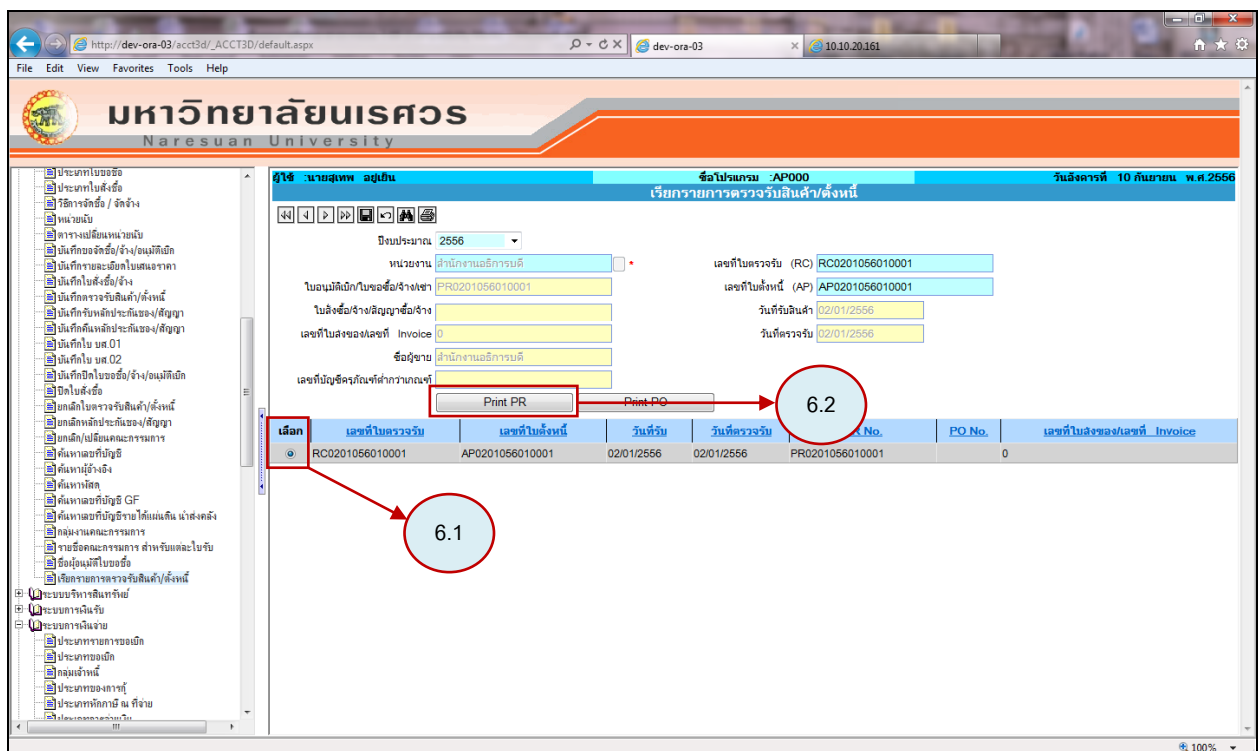 http://dev-ora-03/acct3d/_ACCT3D/default.aspx
dev-ora-03
10.10.20.161
File Edit View Favorites Tools Help
มหาวิทยาลัยนเรศวร
Naresuan University
ประเภทใบขอซื้อ
ประเภทใบสั่งซื้อ
วิธีการจัดซื้อ / จัดจ้าง
หน่วยนับ
ตารางเปลี่ยนหน่วยนับ
บันทึกขอจัดซื้อ/จ้าง/อนุมัติเบิก
บันทึกรายละเอียดใบเสนอราคา
บันทึกใบสั่งซื้อ/จ้าง
บันทึกตรวจรับสินค้า/ตั้งหนี้
บันทึกรับหลักประกันของ/สัญญา
บันทึกคืนหลักประกันของ/สัญญา
บันทึกใบ บศ.01
บันทึกใบ บศ.02
บันทึกปิดใบขอซื้อ/จ้าง/อนุมัติเบิก
ปิดใบสั่งซื้อ
ยกเลิกใบตรวจรับสินค้า/ตั้งหนี้
ยกเลิกหลักประกันของ/สัญญา
ยกเลิก/เปลี่ยนคณะกรรมการ
ค้นหาเลขที่บัญชี
ค้นหาผู้อ้างอิง
ค้นหาพัสดุ
ค้นหาเลขที่บัญชี GF
ค้นหาเลขที่บัญชีรายได้แผ่นดิน นำส่งคลัง
กลุ่มงานคณะกรรมการ
รายชื่อคณะกรรมการ สำหรับแต่ละใบรับ
ชื่อผู้อนุมัติใบขอซื้อ
เรียกรายการตรวจรับสินค้า/ตั้งหนี้
ระบบบริหารสินทรัพย์
ระบบการเงินรับ
ระบบการเงินจ่าย
ประเภทรายการขอเบิก
ประเภทขอเบิก
กลุ่มเจ้าหนี้
ประเภทของการกู้
ประเภทหักภาษี ณ ที่จ่าย
ประเภทการจ่ายเงิน
ผู้ใช้ :นายสุเทพ อยู่เย็น ชื่อโปรแกรม :AP000 วันอังคารที่ 10 กันยายน พ.ศ.2556
เรียกรายการตรวจรับสินค้า/ตั้งหนี้
ปีงบประมาณ 2556
หน่วยงาน สำนักงานอธิการบดี * เลขที่ใบตรวจรับ (RC) RC0201056010001
ใบอนุมัติเบิก/ใบขอซื้อ/จ้าง/เช่า PR0201056010001 เลขที่ใบตั้งหนี้ (AP) AP0201056010001
ใบสั่งซื้อ/จ้าง/สัญญาซื้อ/จ้าง วันที่รับสินค้า 02/01/2556
เลขที่ใบส่งของ/เลขที่ Invoice 0 วันที่ตรวจรับ 02/01/2556
ชื่อผู้ขาย สำนักงานอธิการบดี
เลขที่บัญชีครุภัณฑ์ต่ำกว่าเกณฑ์
Print PR Print PO 6.2
เลือก เลขที่ใบตรวจรับ เลขที่ใบตั้งหนี้ วันที่รับ วันที่ตรวจรับ No. PO No. เลขที่ใบส่งของ/เลขที่ Invoice
RC0201056010001 AP0201056010001 02/01/2556 02/01/2556 PR0201056010001 0
6.1
100%